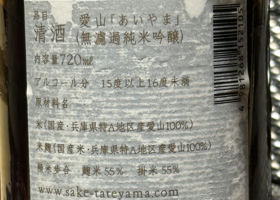 品目 愛山「あいやま」
清酒 (無濾過純米吟醸)
内容量720㎖
アルコール分 15度以上16度未満
原材料名
米(国産・兵庫県特A地区産愛山100%)
米麹(国産米・兵庫県特A地区産愛山100%)
精米歩合 麹米55% 掛米55%
www.sake-tateyama.com